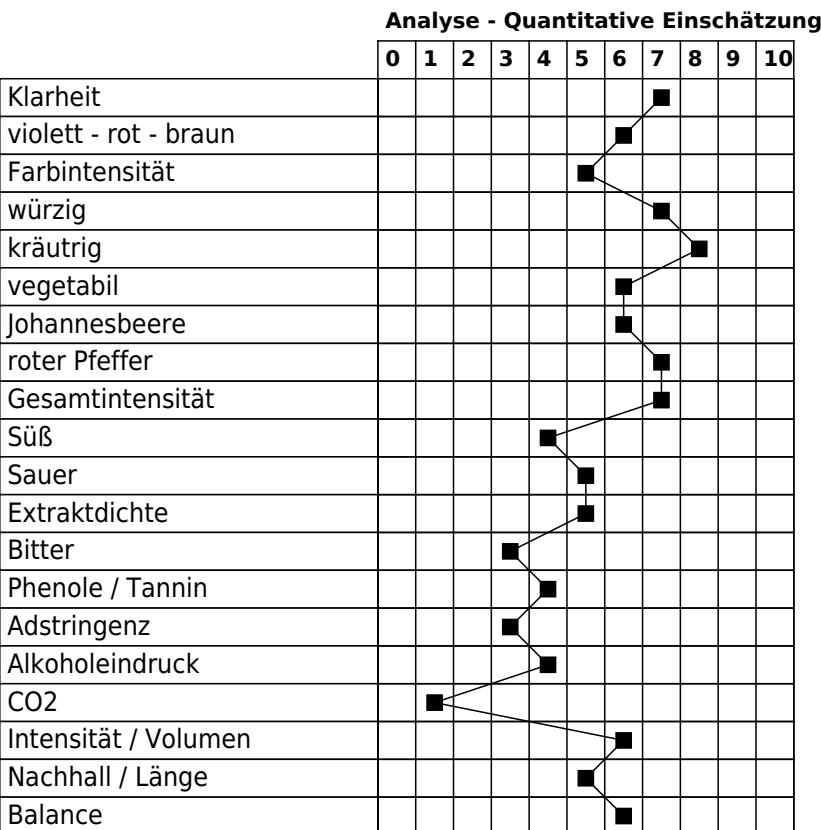 Analyse - Quantitative Einschätzung
0 1 2 3 4 5 6 7 8 9 10
Klarheit
violett - rot - braun
Farbintensität
würzig
kräutrig
vegetabil
Johannesbeere
roter Pfeffer
Gesamtintensität
Süß
Sauer
Extraktdichte
Bitter
Phenole / Tannin
Adstringenz
Alkoholeindruck
CO2
Intensität / Volumen
Nachhall / Länge
Balance